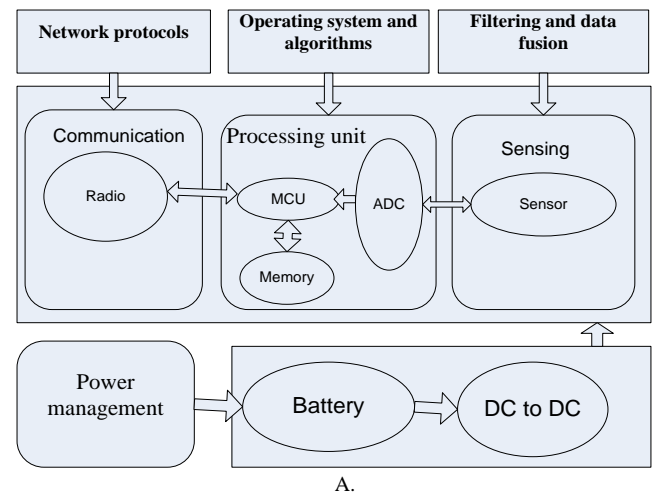 Network protocols
Operating system and
algorithms
Filtering and data
fusion
Communication
Processing unit
Sensing
Radio
MCU
ADC
Sensor
Memory
Power
management
Battery
DC to DC
A.